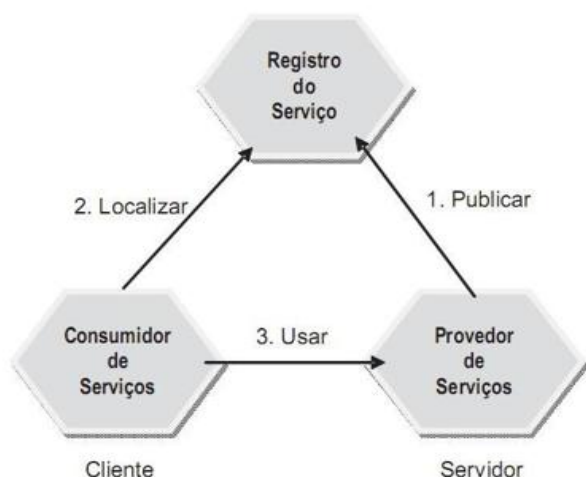 Registro
do
Serviço
2. Localizar
1. Publicar
Consumidor
de
Serviços
3. Usar
Provedor
de
Serviços
Cliente
Servidor